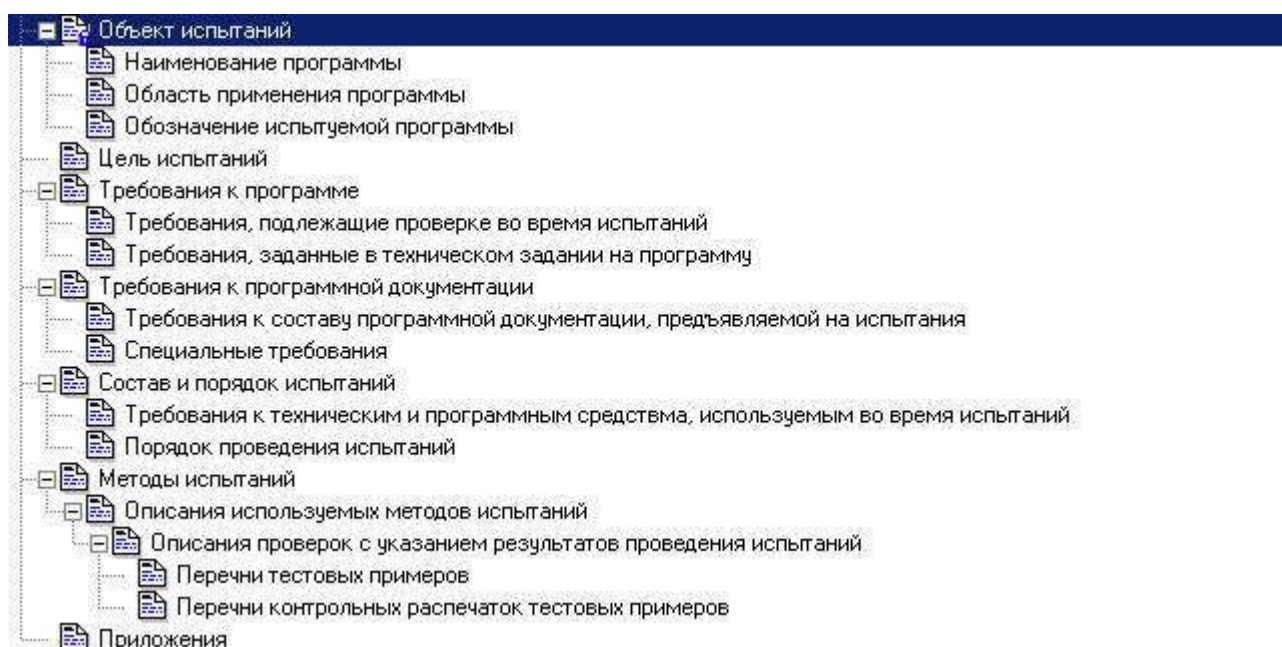 Объект испытаний
Наименование программы
Область применения программы
Обозначение испытуемой программы
Цель испытаний
Требования к программе
Требования, подлежащие проверке во время испытаний
Требования, заданные в техническом задании на программу
Требования к программной документации
Требования к составу программной документации, предъявляемой на испытания
Специальные требования
Состав и порядок испытаний
Требования к техническим и программным средствма, используемым во время испытаний
Порядок проведения испытаний
Методы испытаний
Описания используемых методов испытаний
Описания проверок с указанием результатов проведения испытаний
Перечни тестовых примеров
Перечни контрольных распечаток тестовых примеров
Приложения